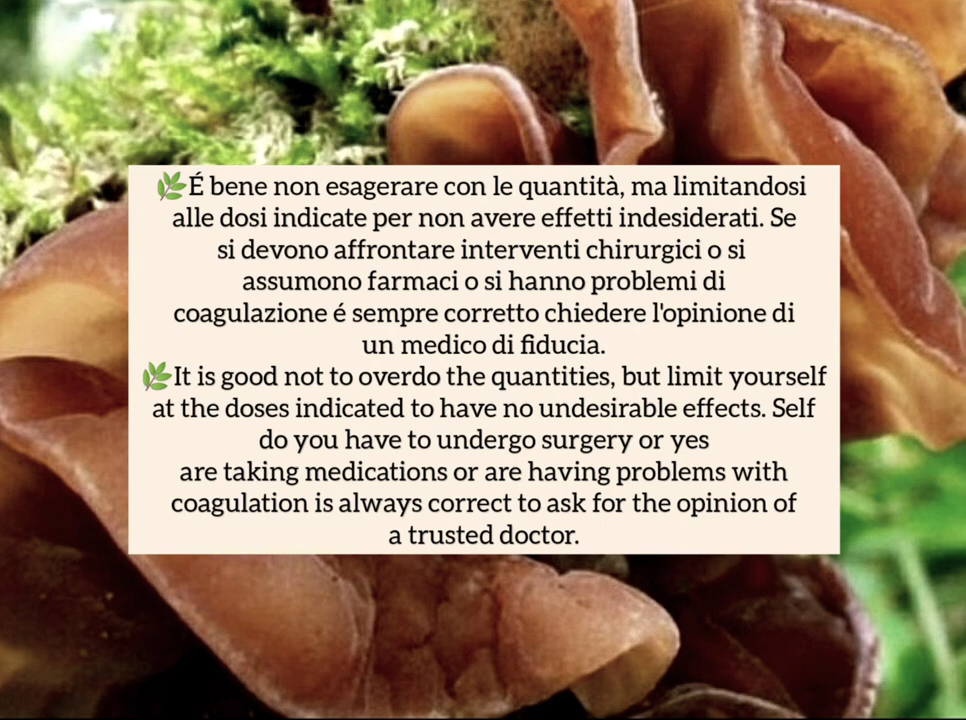 🌿É bene non esagerare con le quantità, ma limitandosi
alle dosi indicate per non avere effetti indesiderati. Se
si devono affrontare interventi chirurgici o si
assumono farmaci o si hanno problemi di
coagulazione é sempre corretto chiedere l'opinione di
un medico di fiducia.
🌿It is good not to overdo the quantities, but limit yourself
at the doses indicated to have no undesirable effects. Self
do you have to undergo surgery or yes
are taking medications or are having problems with
coagulation is always correct to ask for the opinion of
a trusted doctor.